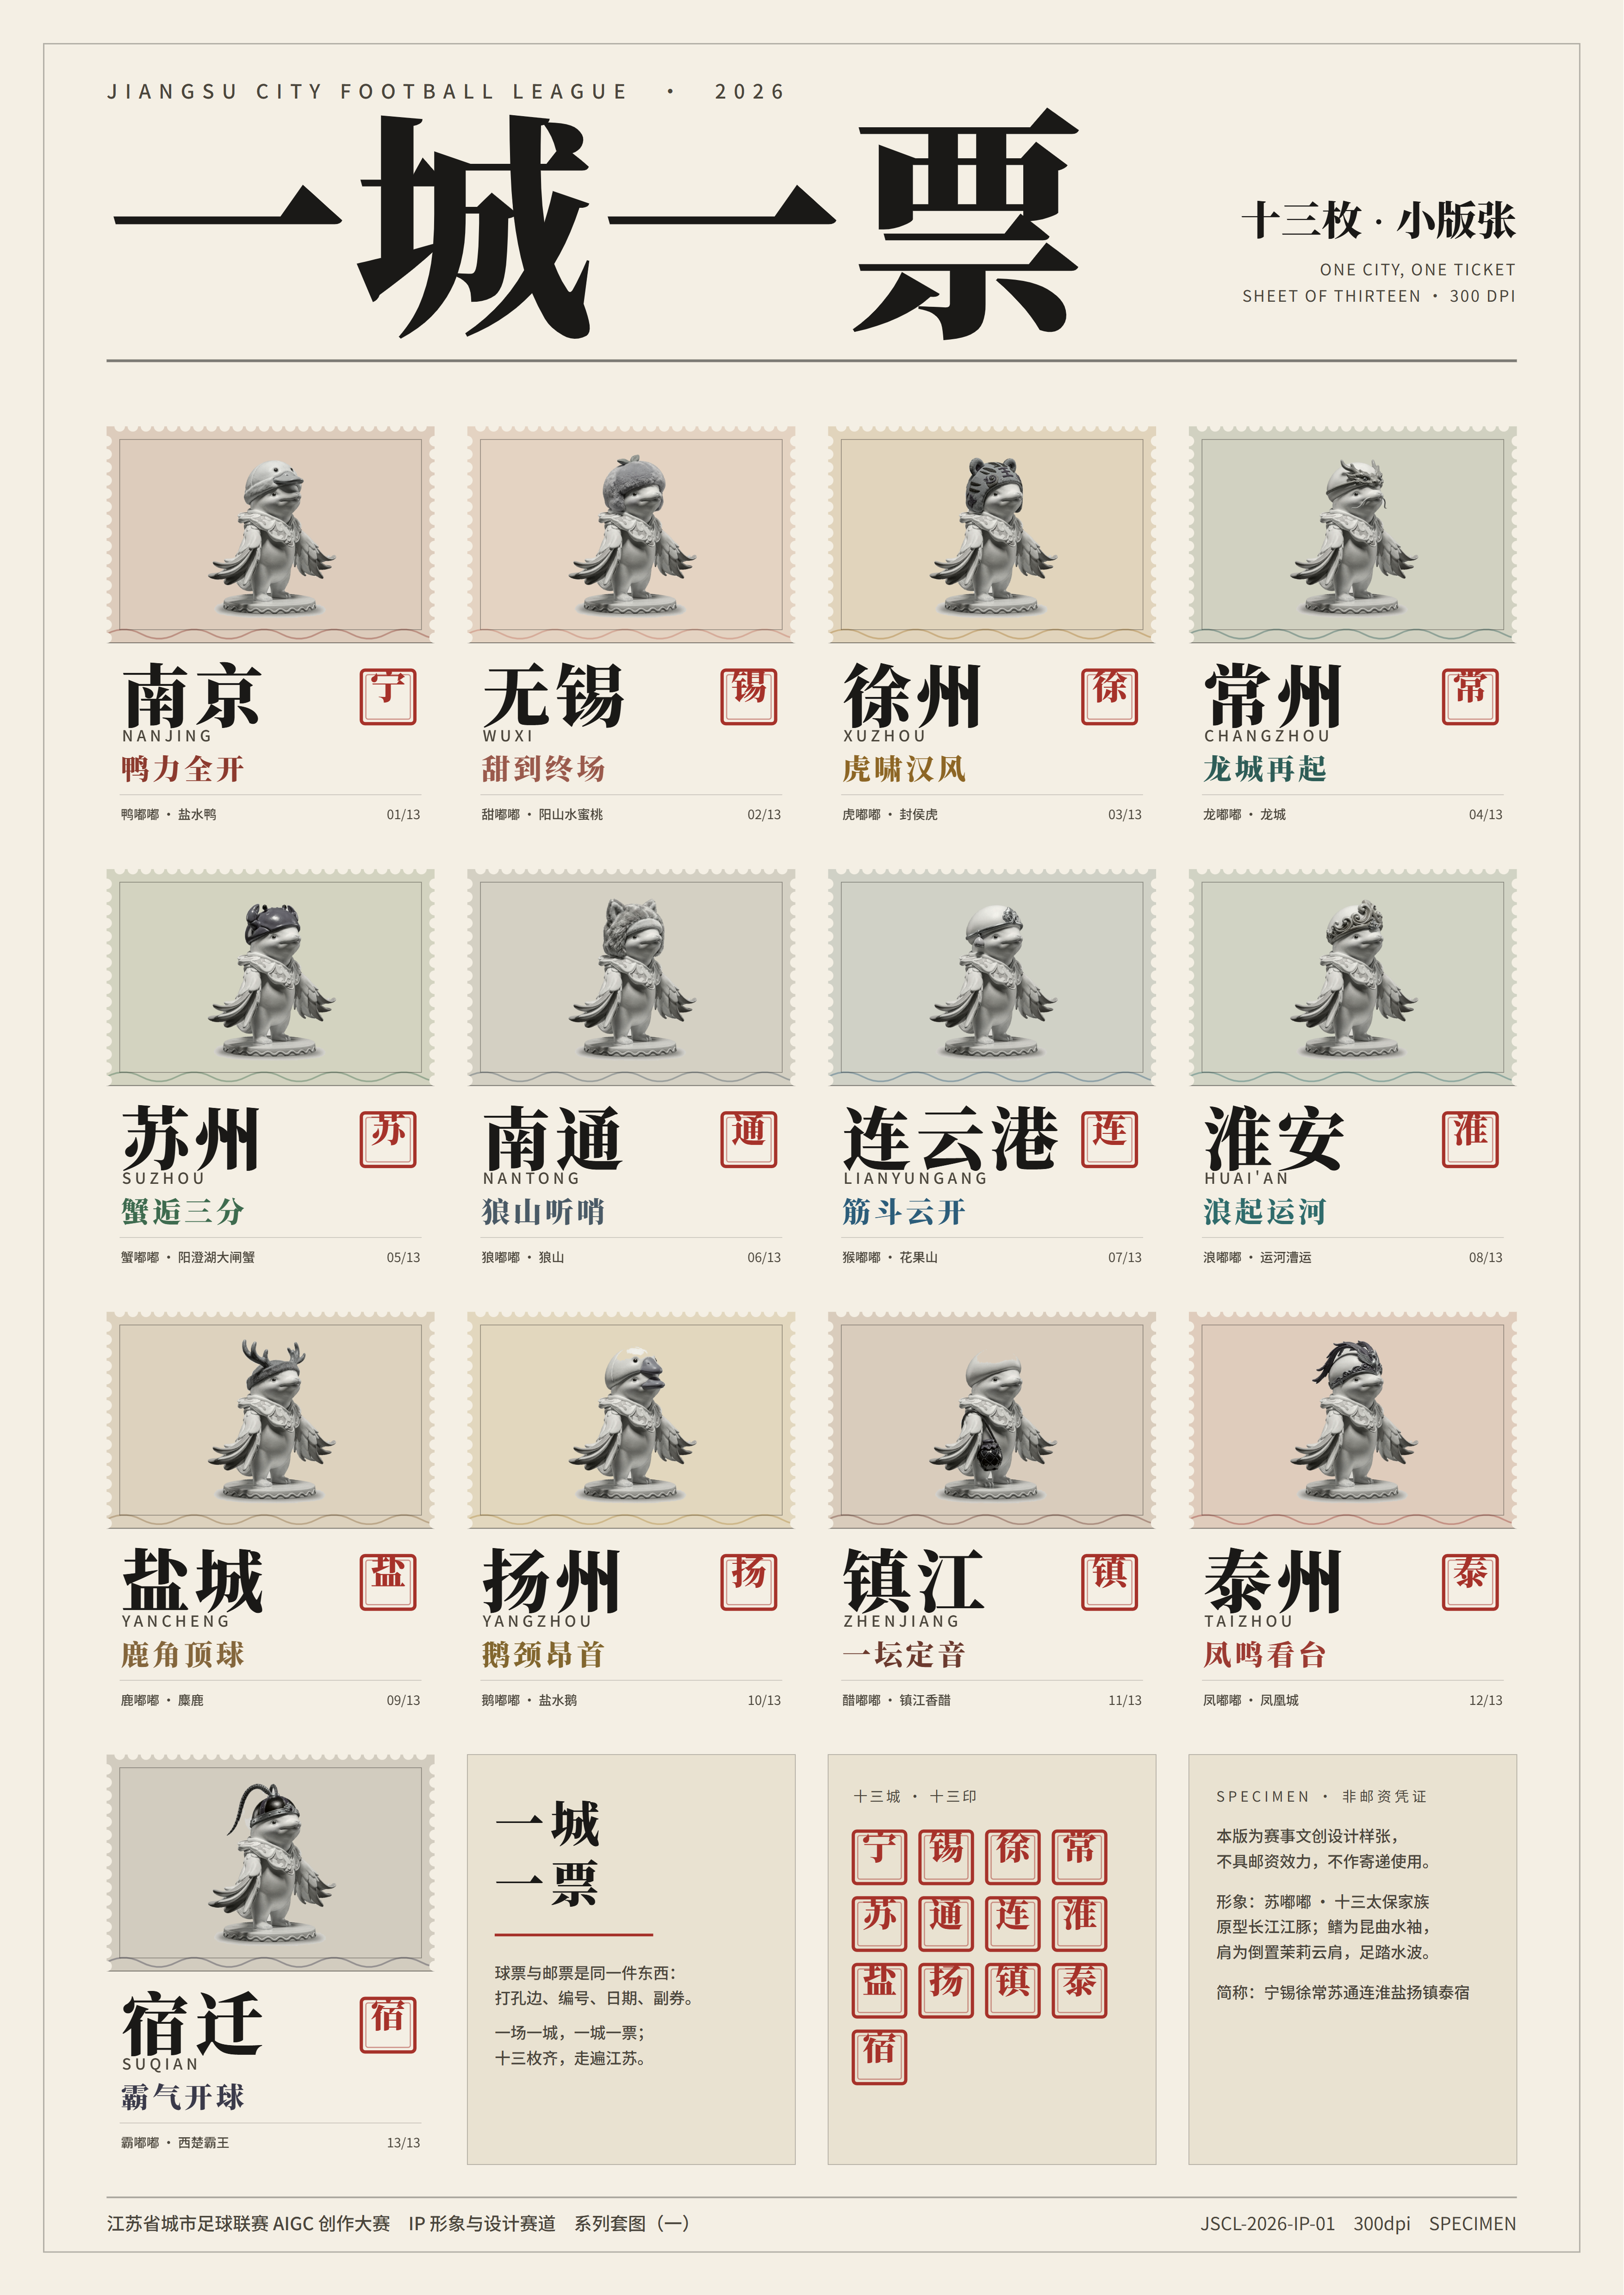 JIANGSU CITY FOOTBALL LEAGUE • 2026
一城一票
十三枚 · 小版张
ONE CITY, ONE TICKET
SHEET OF THIRTEEN • 300 DPI
南京
宁
NANJING
鸭力全开
鸭嘟嘟 • 盐水鸭 01/13
无锡
锡
WUXI
甜到终场
甜嘟嘟 • 阳山水蜜桃 02/13
徐州
徐
XUZHOU
虎啸汉风
虎嘟嘟 • 封侯虎 03/13
常州
常
CHANGZHOU
龙城再起
龙嘟嘟 • 龙城 04/13
苏州
苏
SUZHOU
蟹逅三分
蟹嘟嘟 • 阳澄湖大闸蟹 05/13
南通
通
NANTONG
狼山听哨
狼嘟嘟 • 狼山 06/13
连云港
连
LIANYUNGANG
筋斗云开
猴嘟嘟 • 花果山 07/13
淮安
淮
HUAI'AN
浪起运河
浪嘟嘟 • 运河漕运 08/13
盐城
盐
YANCHENG
鹿角顶球
鹿嘟嘟 • 麋鹿 09/13
扬州
扬
YANGZHOU
鹅颈昂首
鹅嘟嘟 • 盐水鹅 10/13
镇江
镇
ZHENJIANG
一坛定音
醋嘟嘟 • 镇江香醋 11/13
泰州
泰
TAIZHOU
凤鸣看台
凤嘟嘟 • 凤凰城 12/13
宿迁
宿
SUQIAN
霸气开球
霸嘟嘟 • 西楚霸王 13/13
一城
一票
球票与邮票是同一件东西：
打孔边、编号、日期、副券。
一场一城，一城一票；
十三枚齐，走遍江苏。
十三城 • 十三印
宁 锡 徐 常
苏 通 连 淮
盐 扬 镇 泰
宿
SPECIMEN • 非邮资凭证
本版为赛事文创设计样张，
不具邮资效力，不作寄递使用。
形象：苏嘟嘟 • 十三太保家族
原型长江江豚；鳍为昆曲水袖，
肩为倒置茉莉云肩，足踏水波。
简称：宁锡徐常苏通连淮盐扬镇泰宿
江苏省城市足球联赛 AIGC 创作大赛 IP 形象与设计赛道 系列套图（一）
JSCL-2026-IP-01 300dpi SPECIMEN